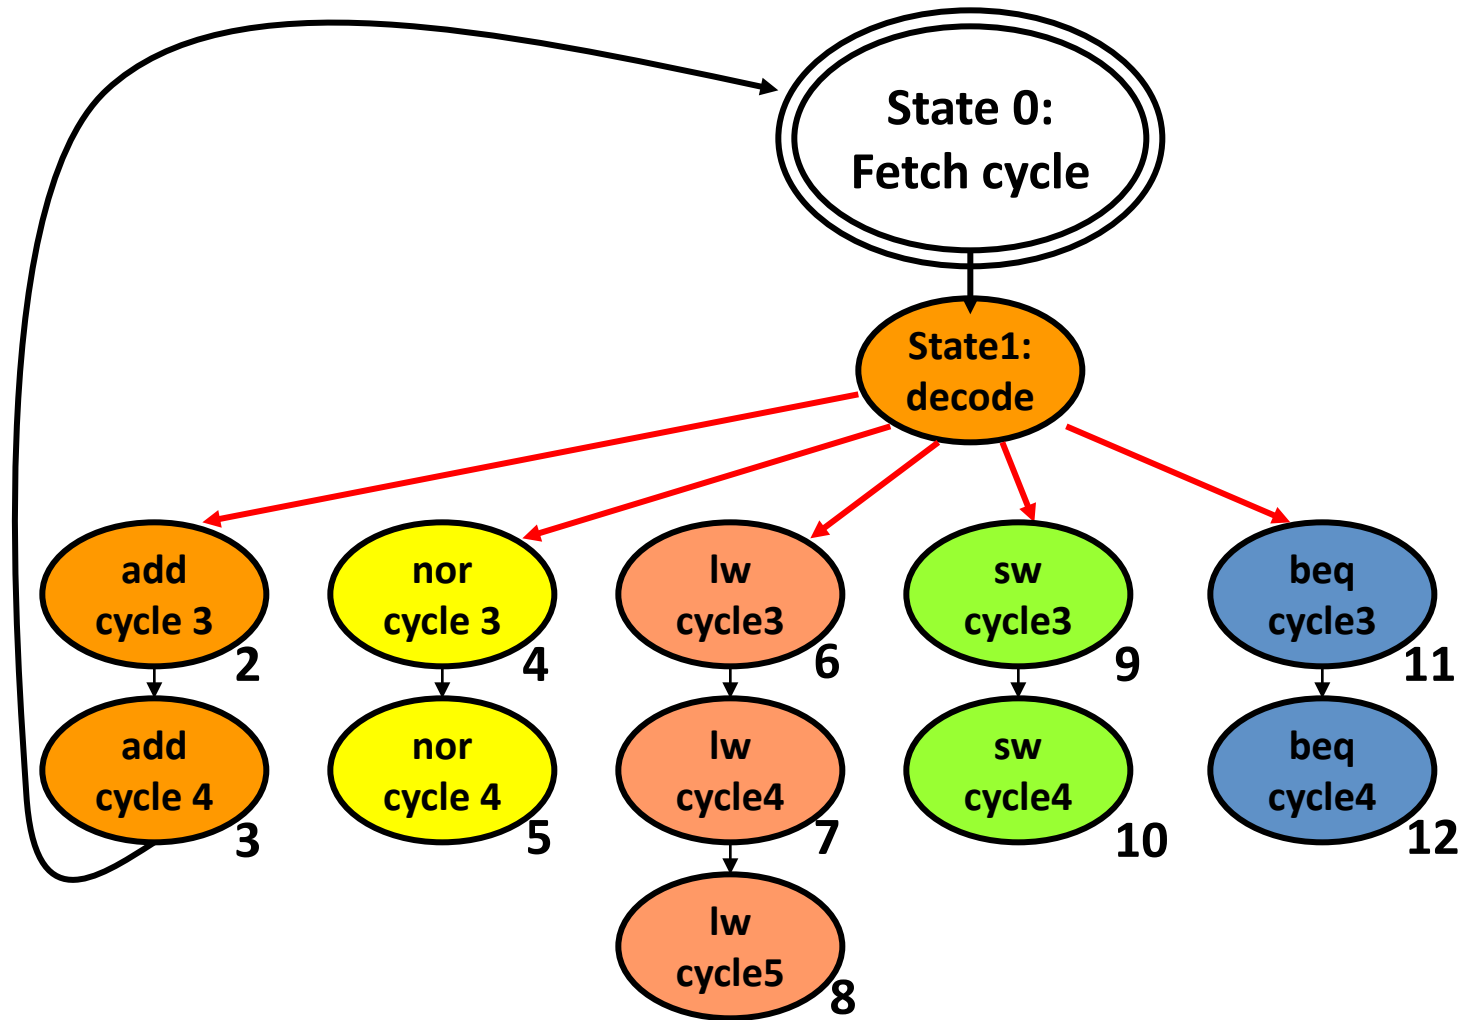 State 0:
Fetch cycle
State1:
decode
add
cycle 3
2
nor
cycle 3
4
lw
cycle3
6
sw
cycle3
9
beq
cycle3
11
add
cycle 4
3
nor
cycle 4
5
lw
cycle4
7
sw
cycle4
10
beq
cycle4
12
lw
cycle5
8